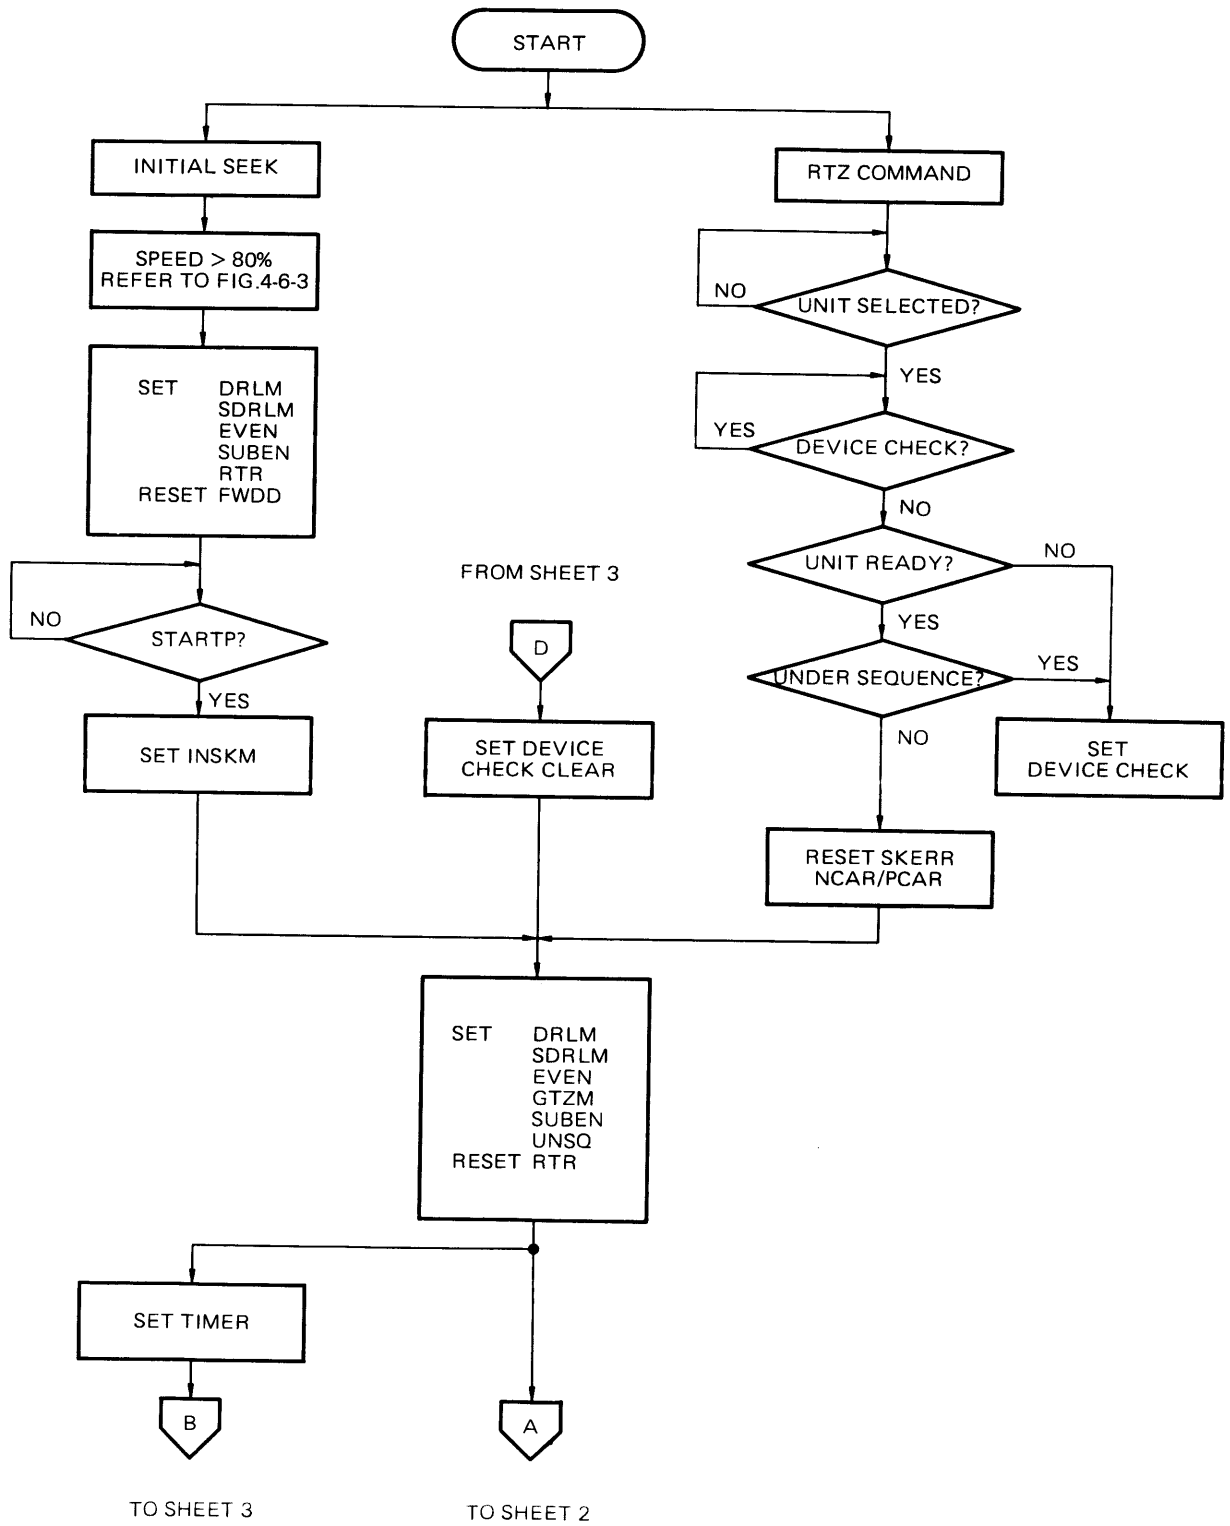 START
INITIAL SEEK
SPEED > 80%
REFER TO FIG.4-6-3
SET DRLM
SDRLM
EVEN
SUBEN
RTR
RESET FWDD
NO
STARTP?
YES
SET INSKM
FROM SHEET 3
D
SET DEVICE
CHECK CLEAR
RTZ COMMAND
NO
UNIT SELECTED?
YES
YES
DEVICE CHECK?
NO
UNIT READY?
NO
YES
UNDER SEQUENCE?
YES
NO
SET
DEVICE CHECK
RESET SKERR
NCAR/PCAR
SET DRLM
SDRLM
EVEN
GTZM
SUBEN
UNSQ
RESET RTR
SET TIMER
B
A
TO SHEET 3
TO SHEET 2